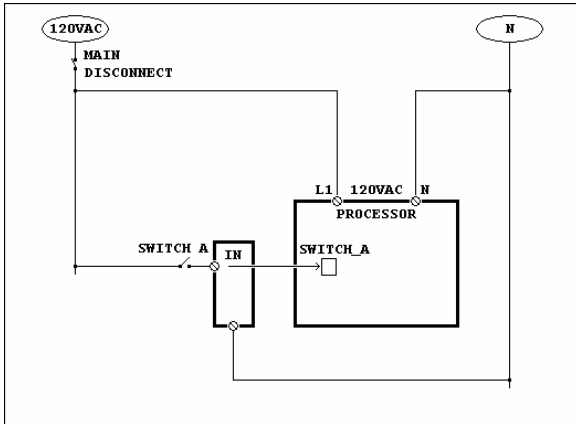 120VAC
N
MAIN
DISCONNECT
L1 120VAC N
PROCESSOR
SWITCH A
IN
SWITCH_A